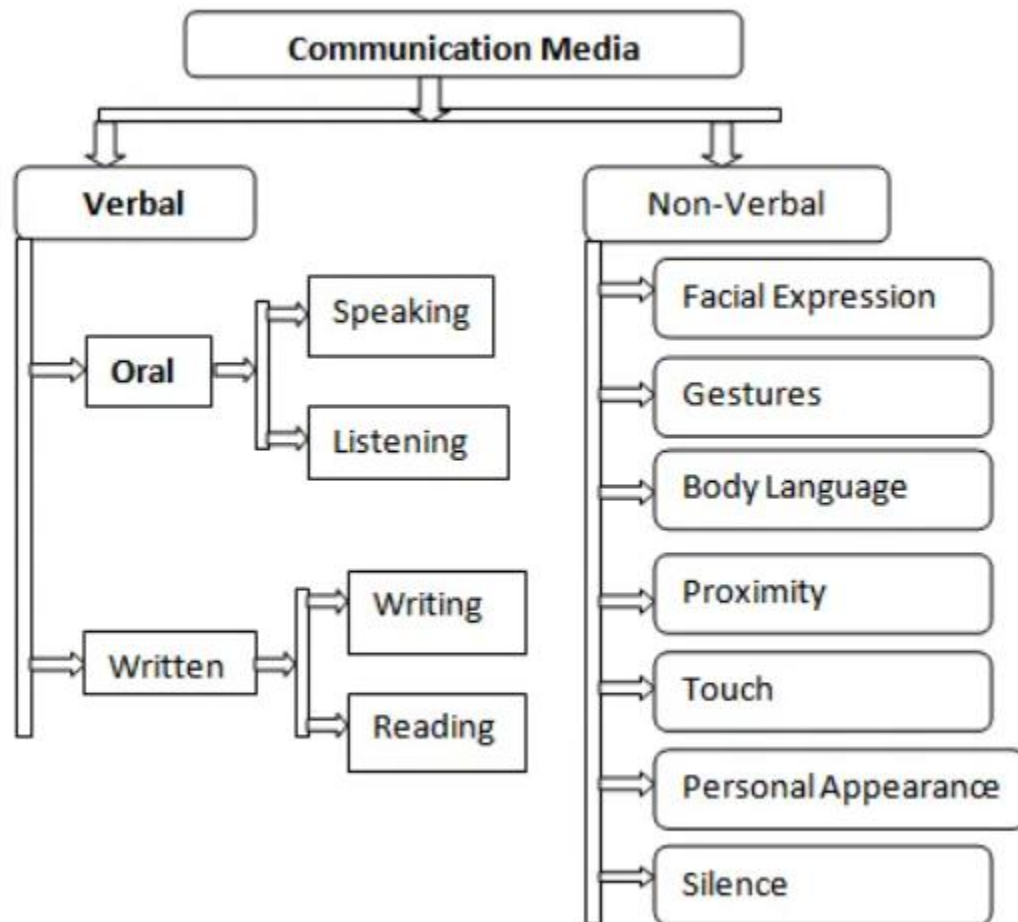 Communication Media
Verbal
Non-Verbal
Oral
Speaking
Listening
Written
Writing
Reading
Facial Expression
Gestures
Body Language
Proximity
Touch
Personal Appearance
Silence